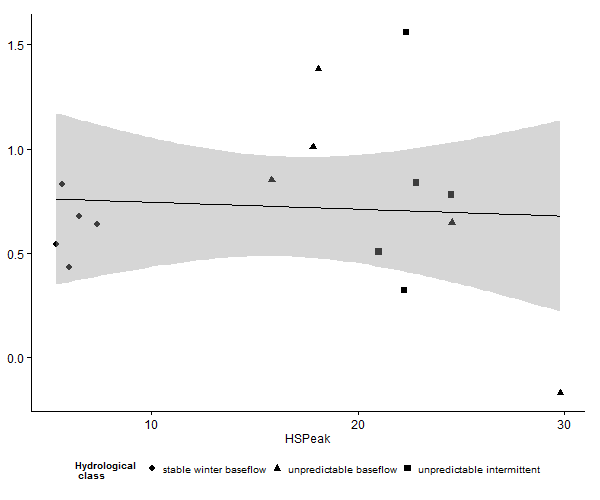 1.5
1.0
0.5
0.0
10 20 30
HSPeak
Hydrological class
stable winter baseflow unpredictable baseflow unpredictable intermittent